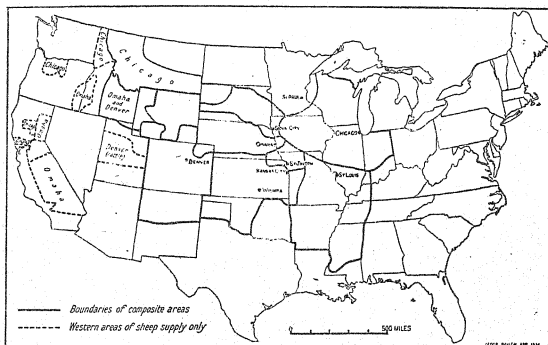 Chicago
Chicago
Chicago
Omaha
Omaha
and
Denver
Denver
Omaha
S. ST. PAUL
SIOUX CITY
OMAHA
CHICAGO
DENVER
ST. JOSEPH
KANSAS CITY
ST. LOUIS
WICHITA
Boundaries of composite areas
Western areas of sheep supply only
500 MILES